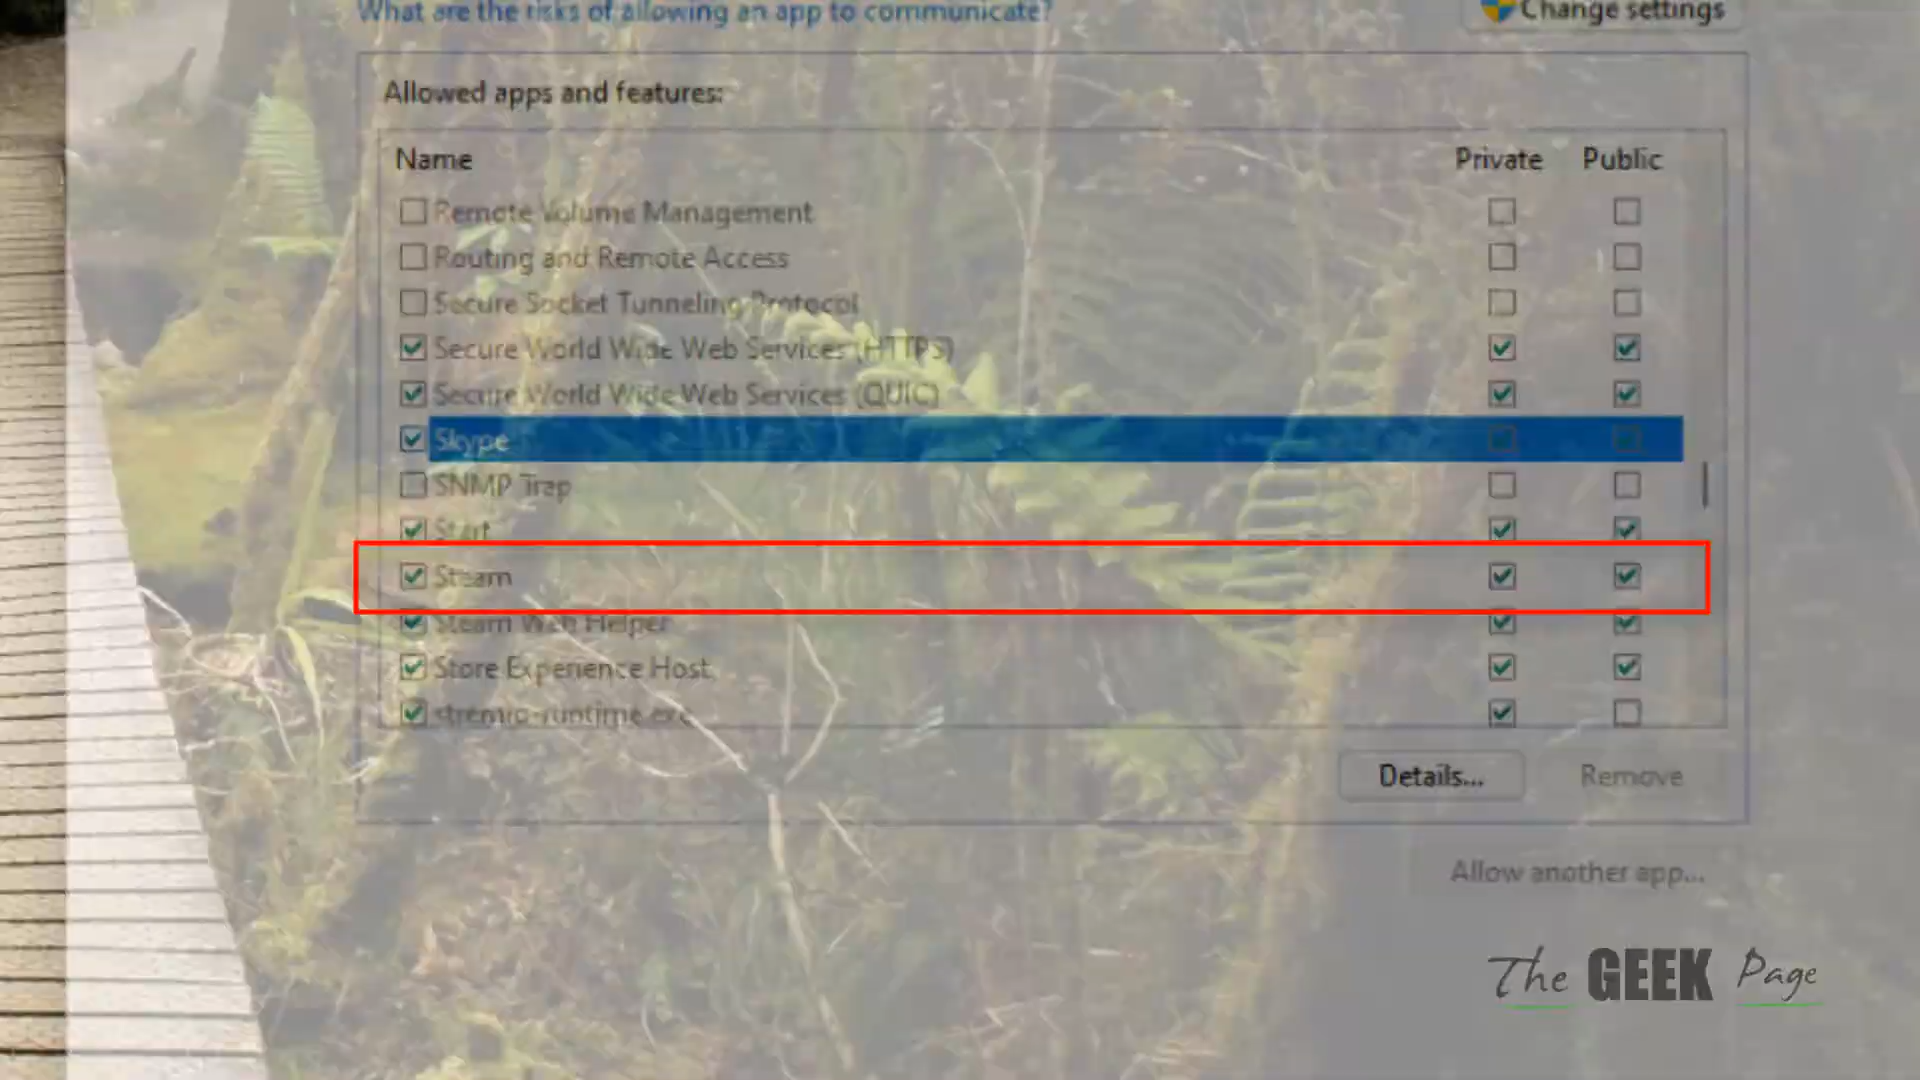 What are the risks of allowing an app to communicate?
Change settings
Allowed apps and features:
Name Private Public
Remote Volume Management
Routing and Remote Access
Secure Socket Tunneling Protocol
Secure World Wide Web Services (HTTPS)
Secure World Wide Web Services (QUIC)
Skype
SNMP Trap
Start
Steam
Steam Web Helper
Store Experience Host
stremio-runtime.exe
Details... Remove
Allow another app...
The GEEK Page